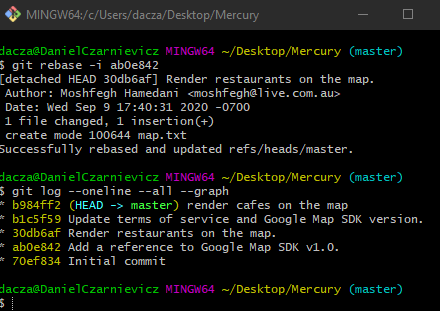 MINGW64:/c/Users/dacza/Desktop/Mercury
dacza@DanielCzarnievicz MINGW64 ~/Desktop/Mercury (master)
$ git rebase -i ab0e842
[detached HEAD 30db6af] Render restaurants on the map.
Author: Moshfegh Hamedani <moshfegh@live.com.au>
Date: Wed Sep 9 17:40:31 2020 -0700
1 file changed, 1 insertion(+)
create mode 100644 map.txt
Successfully rebased and updated refs/heads/master.
dacza@DanielCzarnievicz MINGW64 ~/Desktop/Mercury (master)
$ git log --oneline --all --graph
* b984ff2 (HEAD -> master) render cafes on the map
* b1c5f59 Update terms of service and Google Map SDK version.
* 30db6af Render restaurants on the map.
* ab0e842 Add a reference to Google Map SDK v1.0.
* 70ef834 Initial commit
dacza@DanielCzarnievicz MINGW64 ~/Desktop/Mercury (master)
$